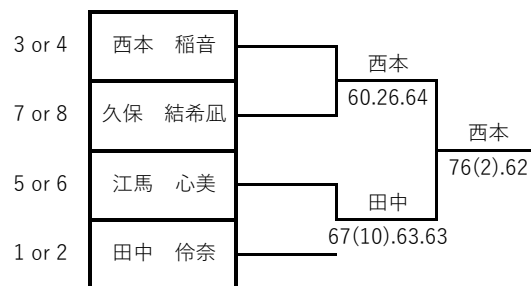 3 or 4 西本 稲音
7 or 8 久保 結希凪
5 or 6 江馬 心美
1 or 2 田中 伶奈
西本
60.26.64
田中
67(10).63.63
西本
76(2).62